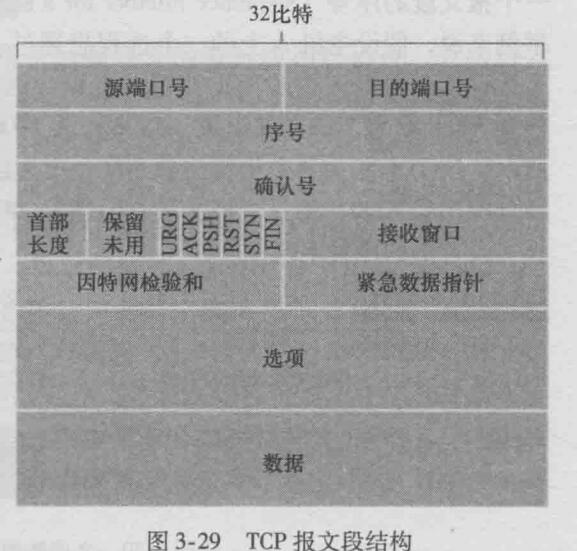 32比特
源端口号 目的端口号
序号
确认号
首部长度 保留未用 URG ACK PSH RST SYN FIN 接收窗口
因特网检验和 紧急数据指针
选项
数据
图 3-29 TCP 报文段结构